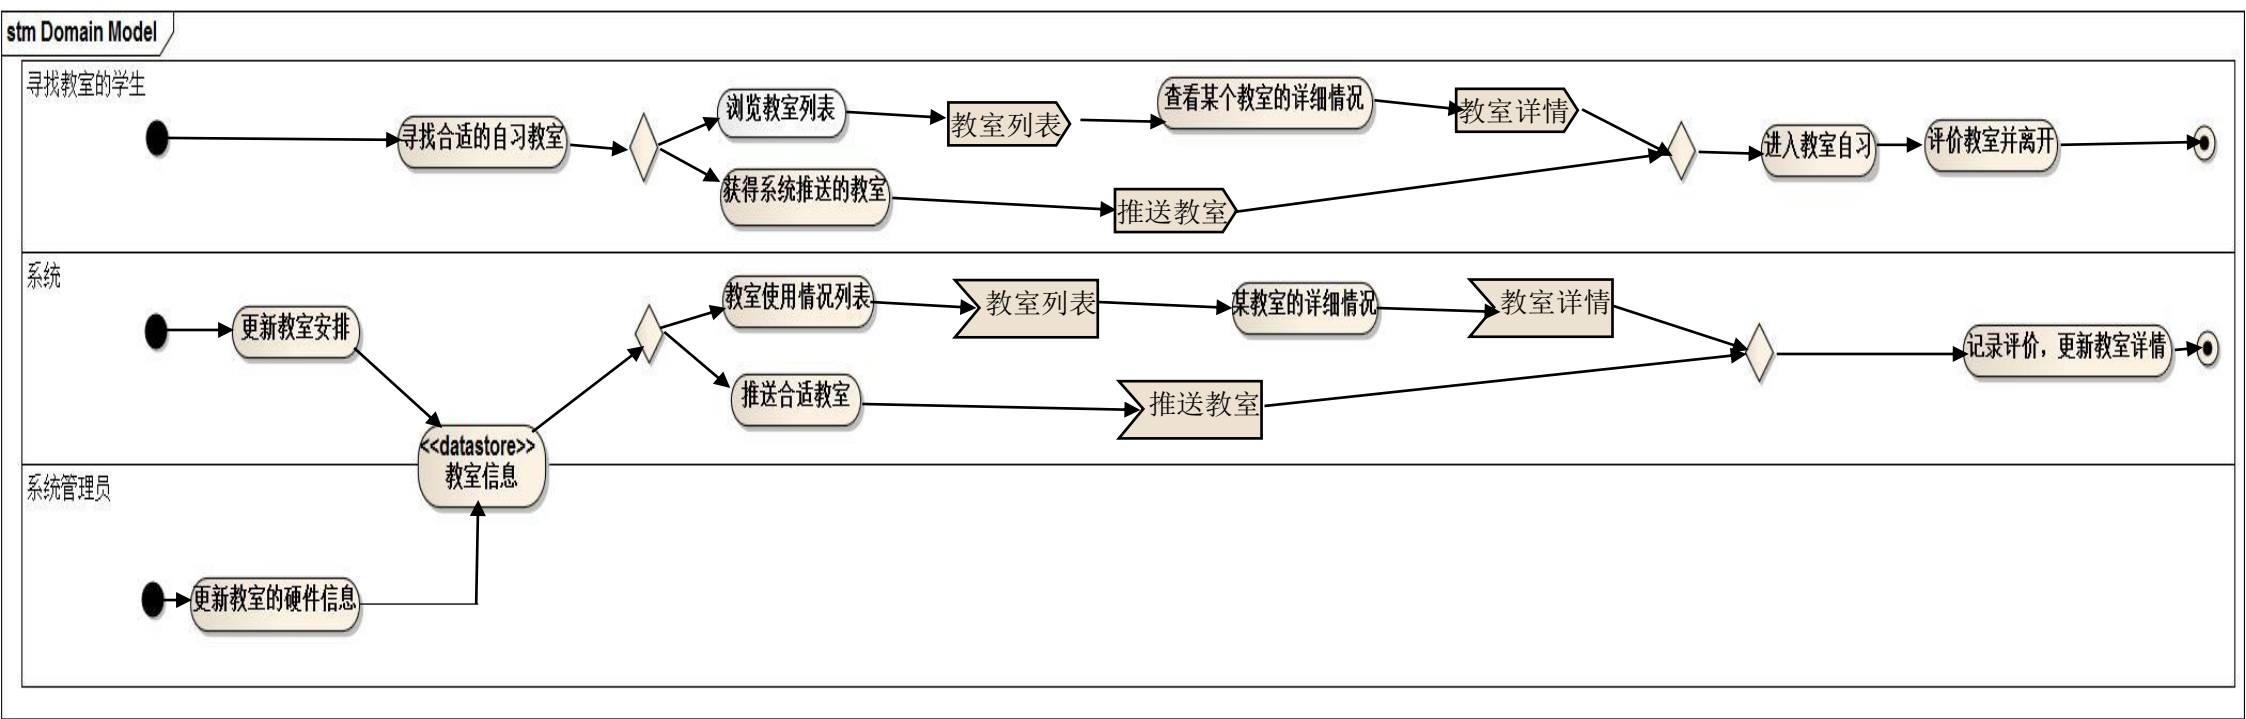 stm Domain Model
寻找教室的学生
寻找合适的自习教室
浏览教室列表
教室列表
查看某个教室的详细情况
教室详情
获得系统推送的教室
推送教室
进入教室自习
评价教室并离开
系统
更新教室安排
教室使用情况列表
教室列表
某教室的详细情况
教室详情
推送合适教室
推送教室
记录评价，更新教室详情
<<datastore>>
教室信息
系统管理员
更新教室的硬件信息